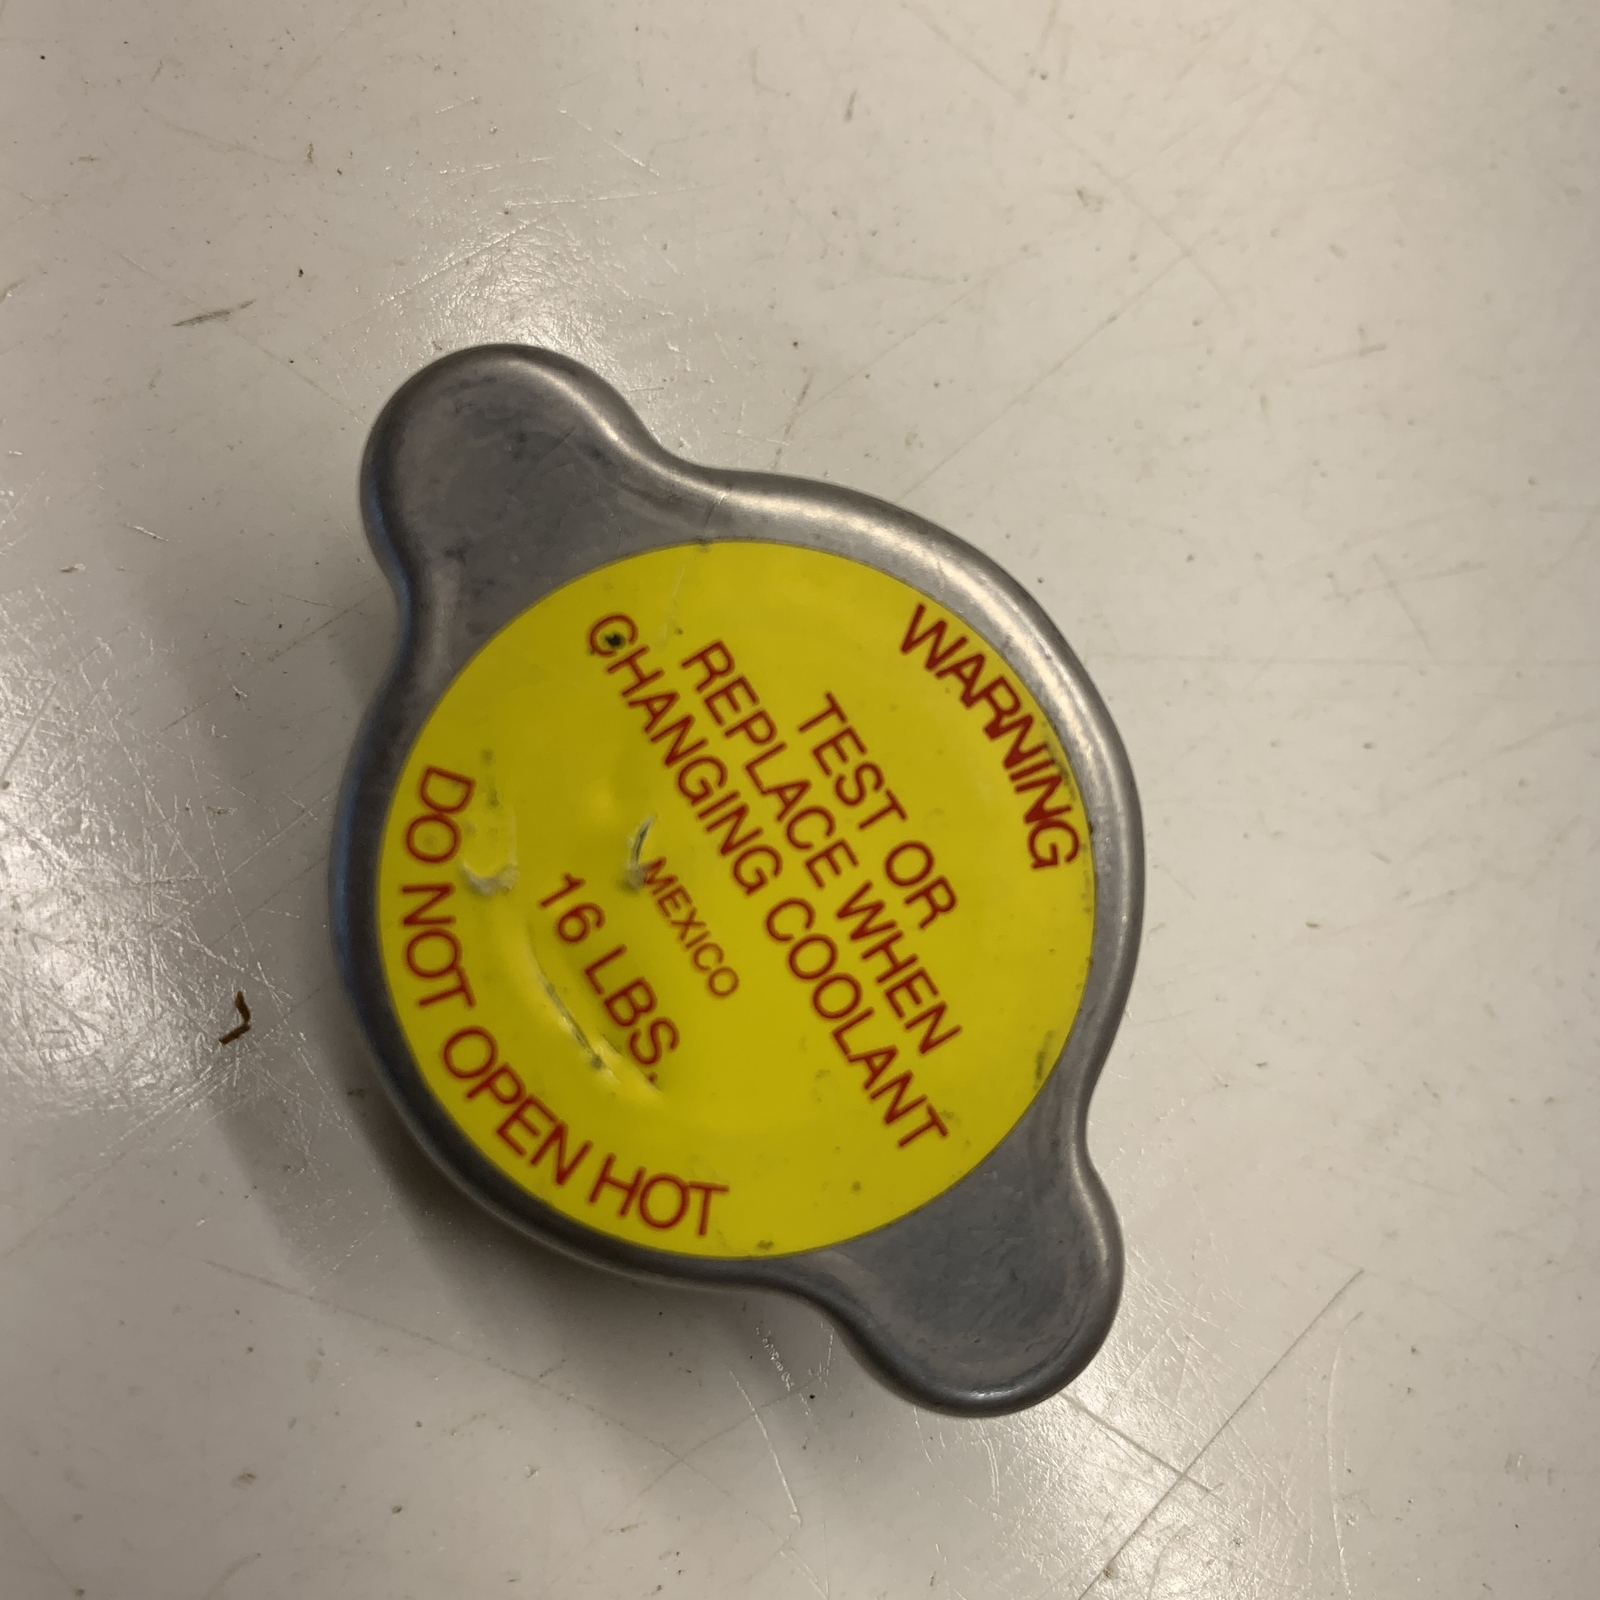 WARNING
TEST OR
REPLACE WHEN
CHANGING COOLANT
MEXICO
16 LBS.
DO NOT OPEN HOT